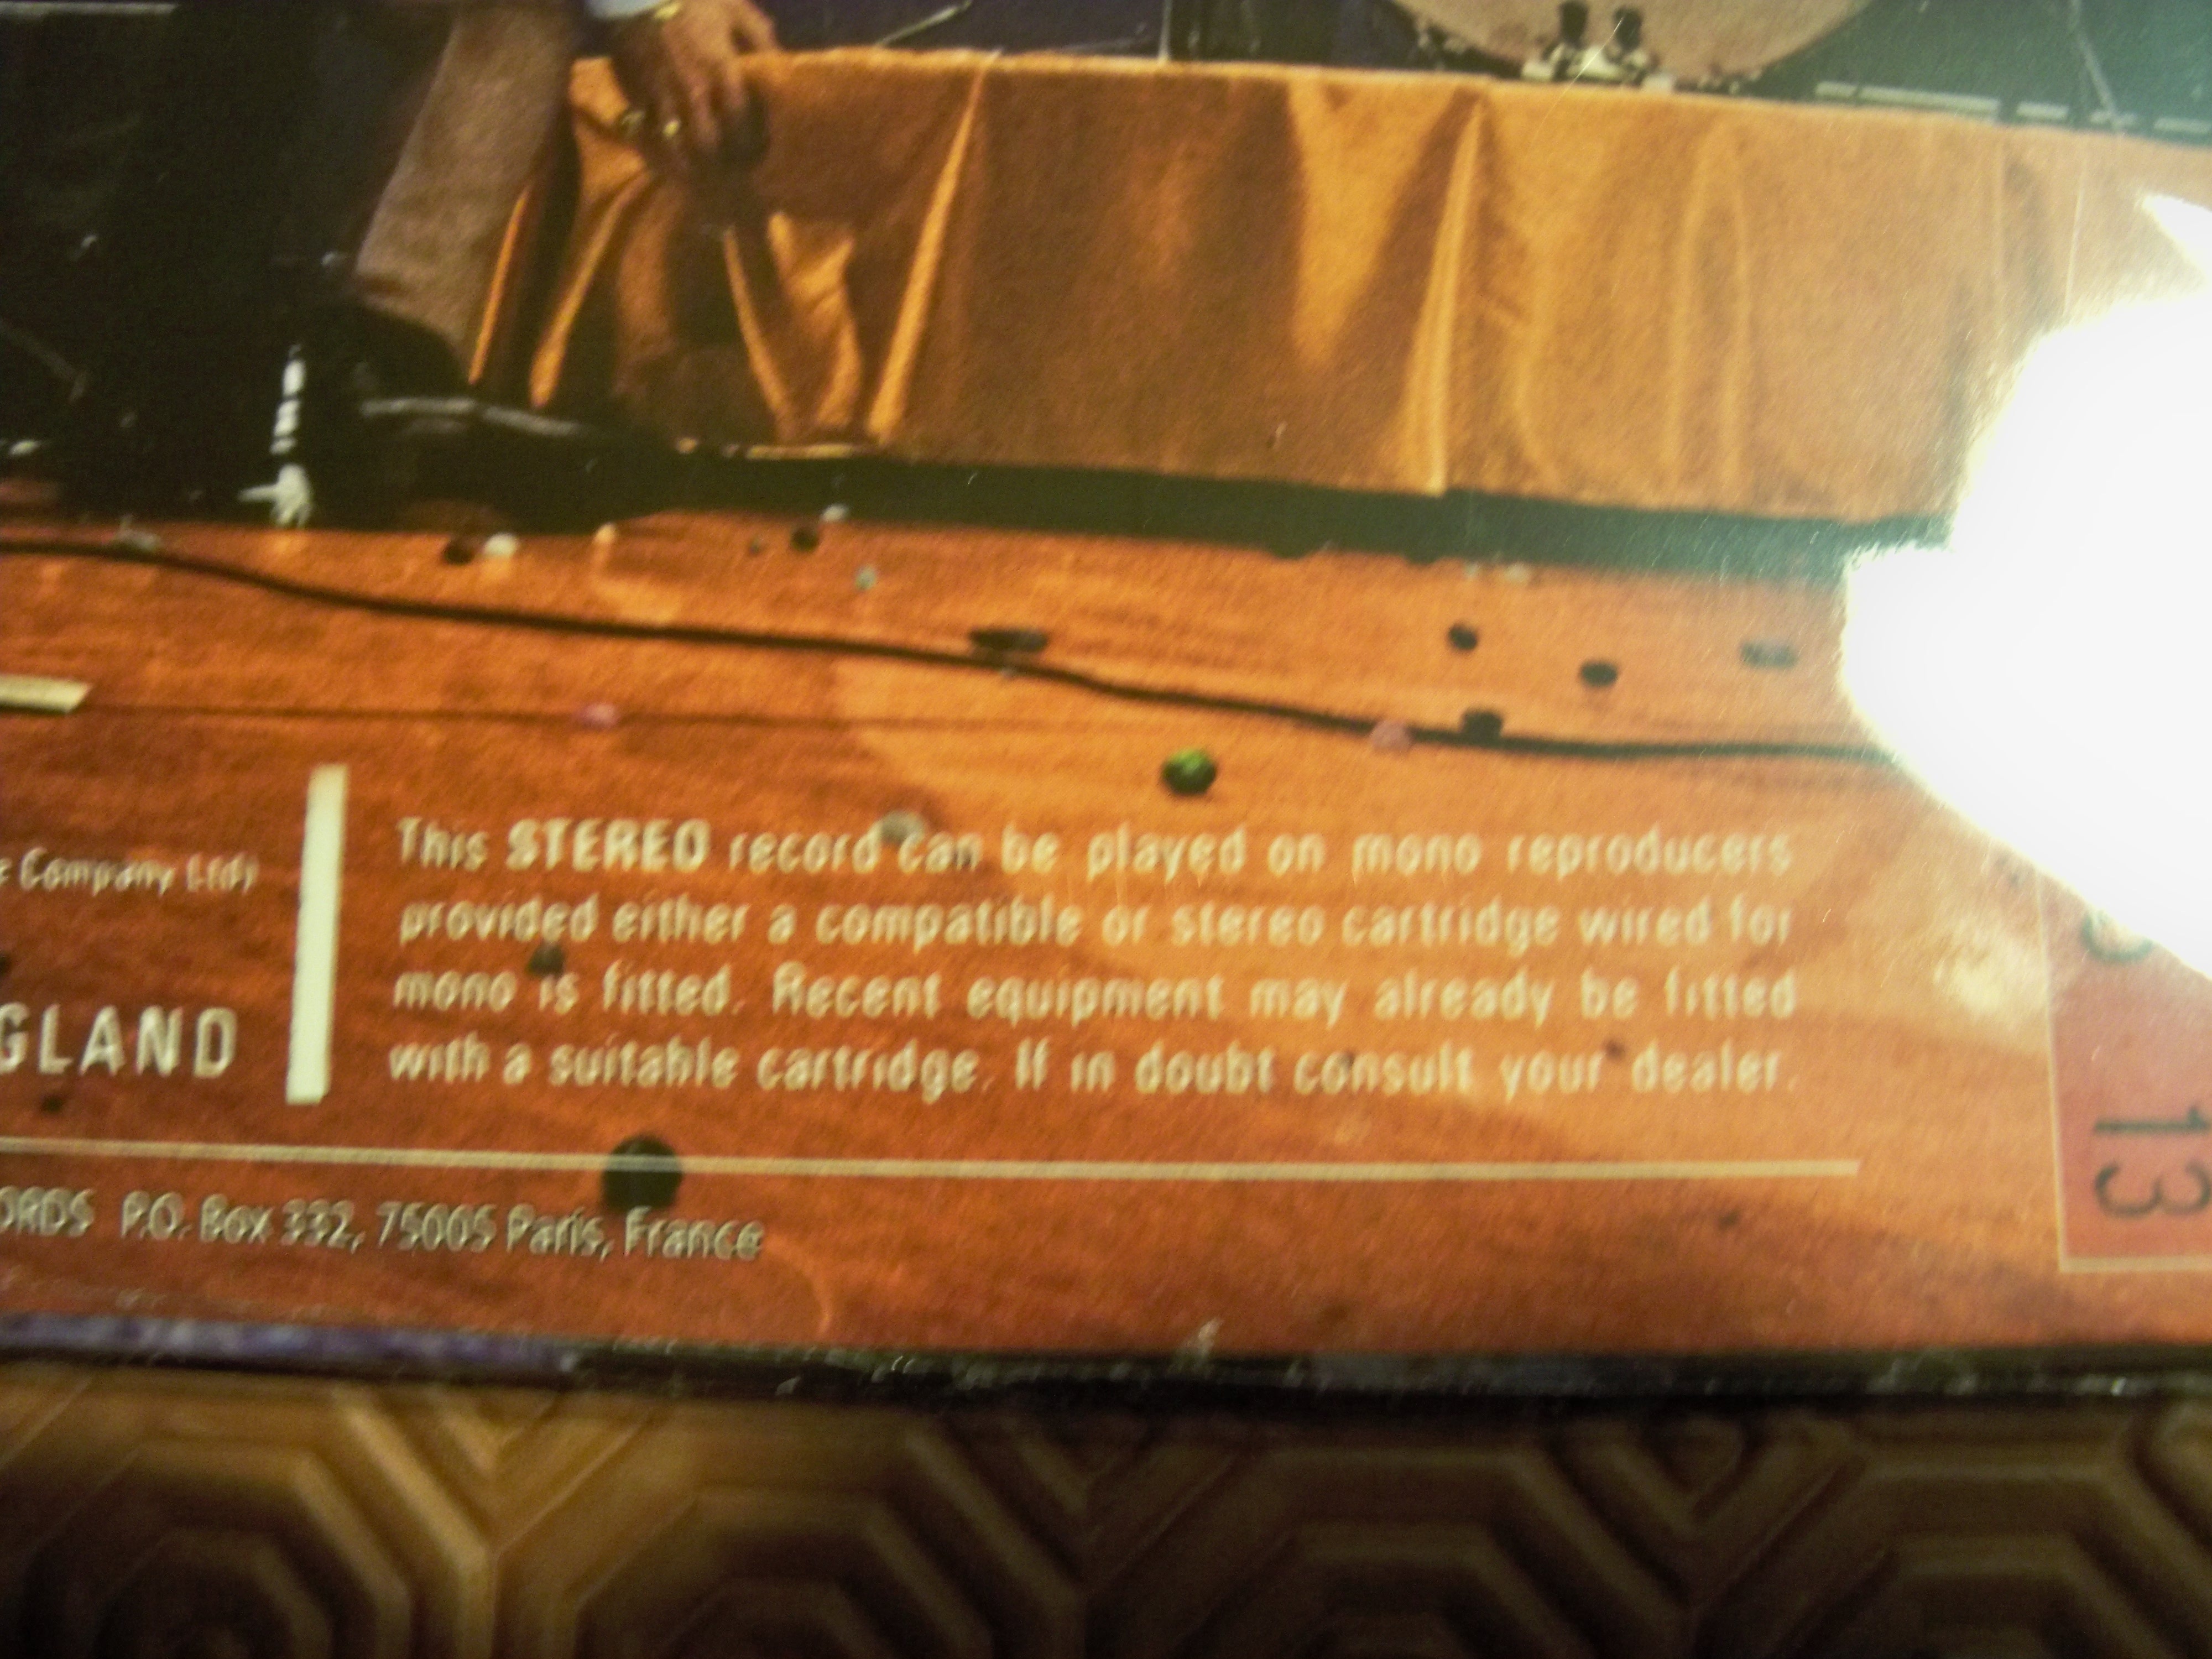 Company Ltd)
GLAND
This STEREO record can be played on mono reproducers
provided either a compatible or stereo cartridge wired for
mono is fitted. Recent equipment may already be fitted
with a suitable cartridge. If in doubt consult your dealer.
ORDS P.O. Box 332, 75005 Paris, France
13